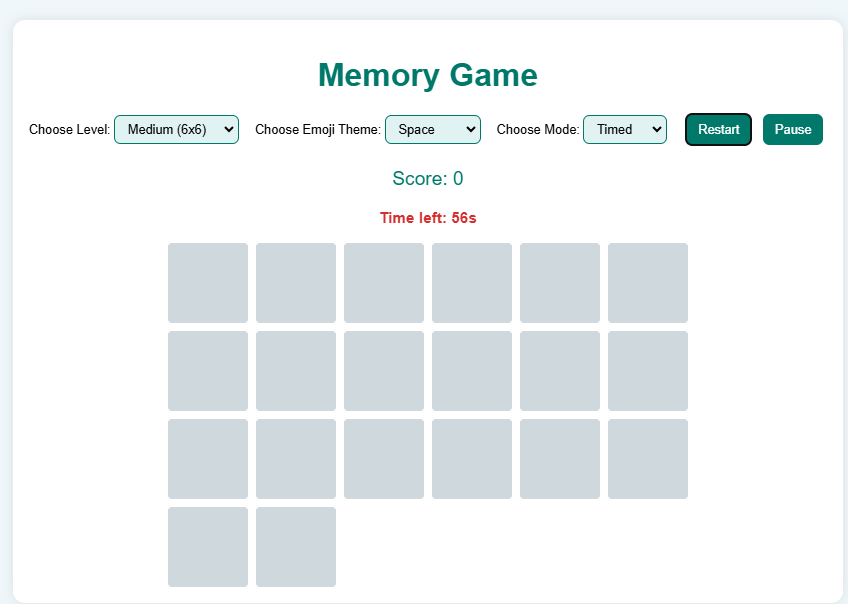 Memory Game
Choose Level: Medium (6x6) Choose Emoji Theme: Space Choose Mode: Timed Restart Pause
Score: 0
Time left: 56s